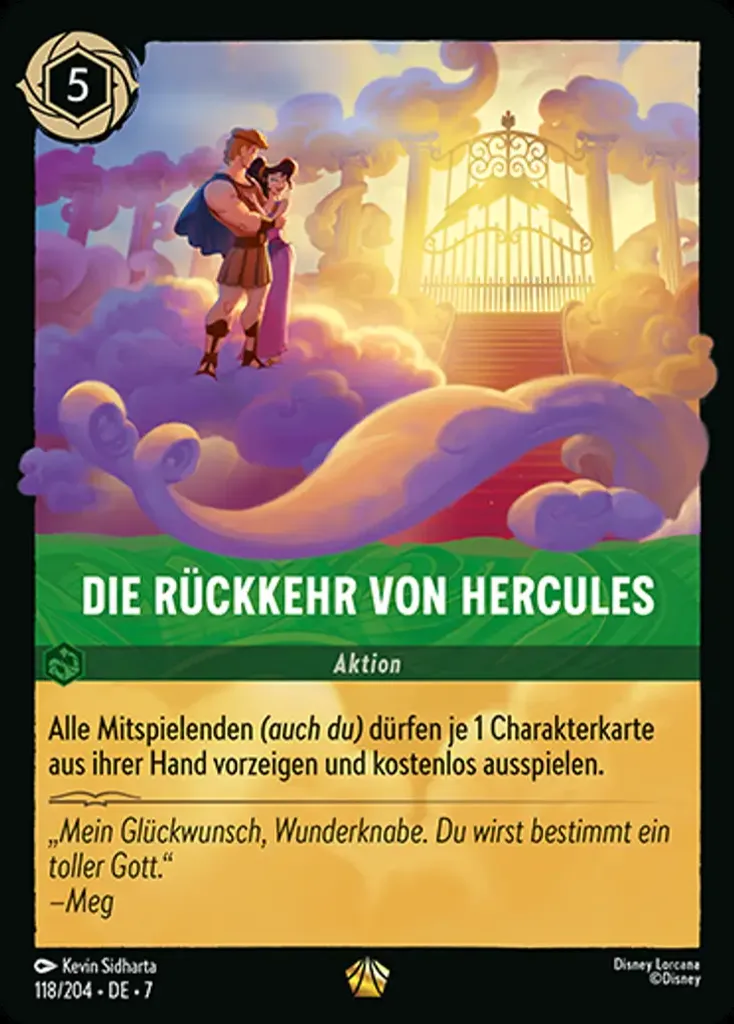 5
DIE RÜCKKEHR VON HERCULES
Aktion
Alle Mitspielenden (auch du) dürfen je 1 Charakterkarte
aus ihrer Hand vorzeigen und kostenlos ausspielen.
„Mein Glückwunsch, Wunderknabe. Du wirst bestimmt ein
toller Gott.“
–Meg
Kevin Sidharta
118/204 • DE • 7
Disney Lorcana
©Disney